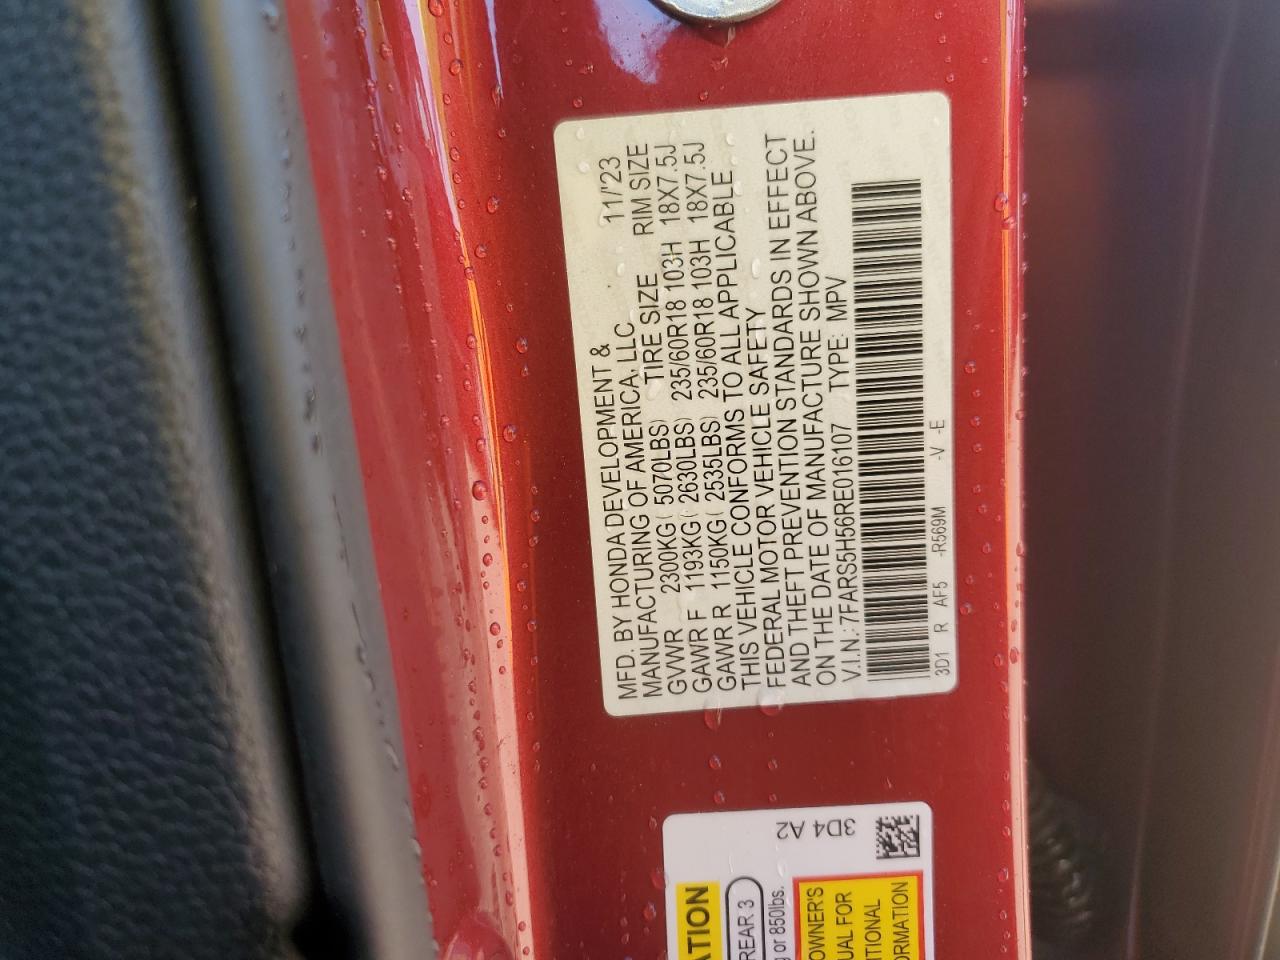 MFD. BY HONDA DEVELOPMENT &
MANUFACTURING OF AMERICA, LLC 11/'23
GVWR 2300KG ( 5070LBS) TIRE SIZE RIM SIZE
GAWR F 1193KG ( 2630LBS) 235/60R18 103H 18X7.5J
GAWR R 1150KG ( 2535LBS) 235/60R18 103H 18X7.5J
THIS VEHICLE CONFORMS TO ALL APPLICABLE
FEDERAL MOTOR VEHICLE SAFETY
AND THEFT PREVENTION STANDARDS IN EFFECT
ON THE DATE OF MANUFACTURE SHOWN ABOVE.
V.I.N.: 7FARS5H56RE016107 TYPE: MPV
3D1 R AF5 -R569M -V -E
3D4 A2
ATION
REAR 3
g or 850lbs.
OWNER'S
UAL FOR
ITIONAL
ORMATION